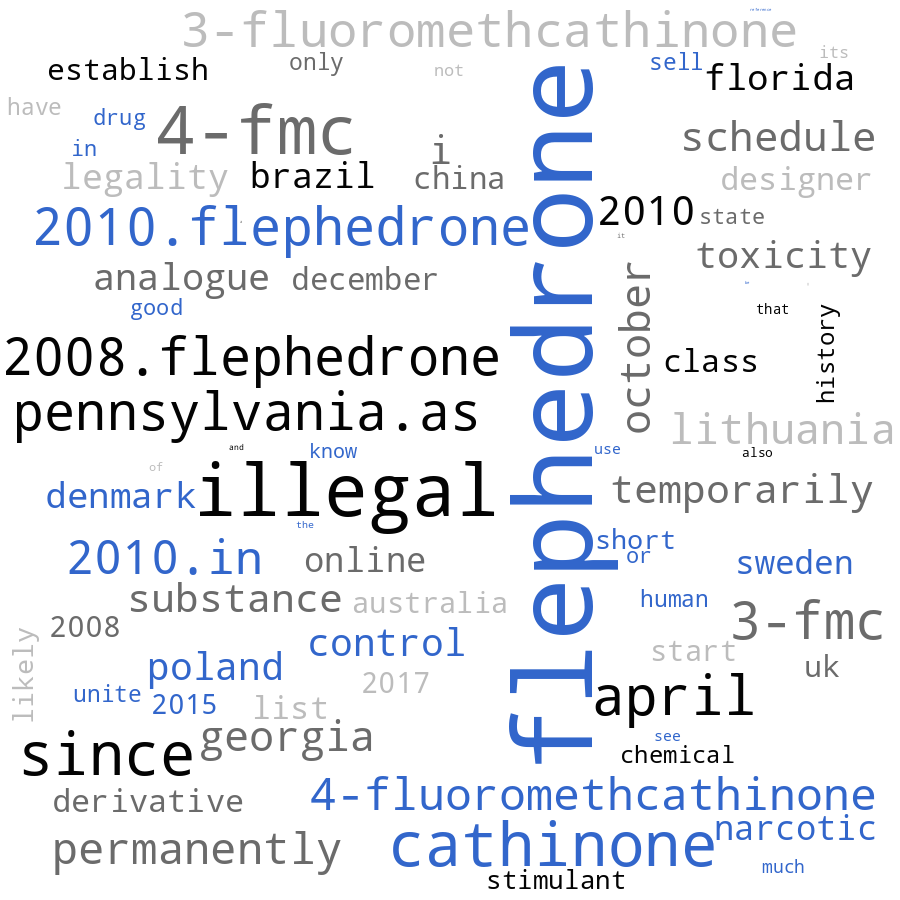 reference
3-fluoromethcathinone
its
establish
only
not
sell
florida
have
drug
4-fmc
i
schedule
in
legality
brazil
china
designer
2010.flephedrone
flephedrone
2010
state
it
toxicity
analogue
december
october
good
that
history
2008.flephedrone
class
pennsylvania.as
lithuania
and
know
use
also
of
denmark
illegal
temporarily
the
2010.in
online
short
or
sweden
substance
australia
human
3-fmc
2008
likely
control
start
poland
2017
uk
unite
2015
list
april
since
georgia
see
chemical
derivative
4-fluoromethcathinone
permanently
cathinone
narcotic
much
stimulant